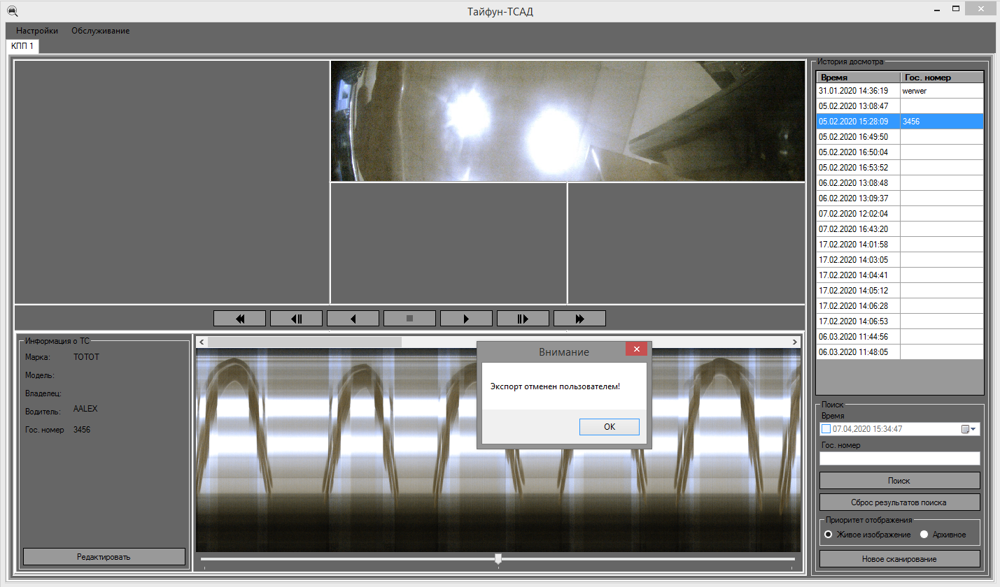 Тайфун-ТСАД
Настройки Обслуживание
КПП 1
История досмотра
Время Гос. номер
31.01.2020 14:36:19 werwer
05.02.2020 13:08:47
05.02.2020 15:28:09 3456
05.02.2020 16:49:50
05.02.2020 16:50:04
05.02.2020 16:53:52
06.02.2020 13:08:48
06.02.2020 13:09:37
07.02.2020 12:02:04
07.02.2020 16:43:20
17.02.2020 14:01:58
17.02.2020 14:03:05
17.02.2020 14:04:41
17.02.2020 14:05:12
17.02.2020 14:06:28
17.02.2020 14:06:53
06.03.2020 11:44:56
06.03.2020 11:48:05
Информация о ТС
Марка: TOTOT
Модель:
Владелец:
Водитель: AALEX
Гос. номер 3456
Редактировать
Внимание
Экспорт отменен пользователем!
OK
Поиск
Время
07.04.2020 15:34:47
Гос. номер
Поиск
Сброс результатов поиска
Приоритет отображения
Живое изображение Архивное
Новое сканирование